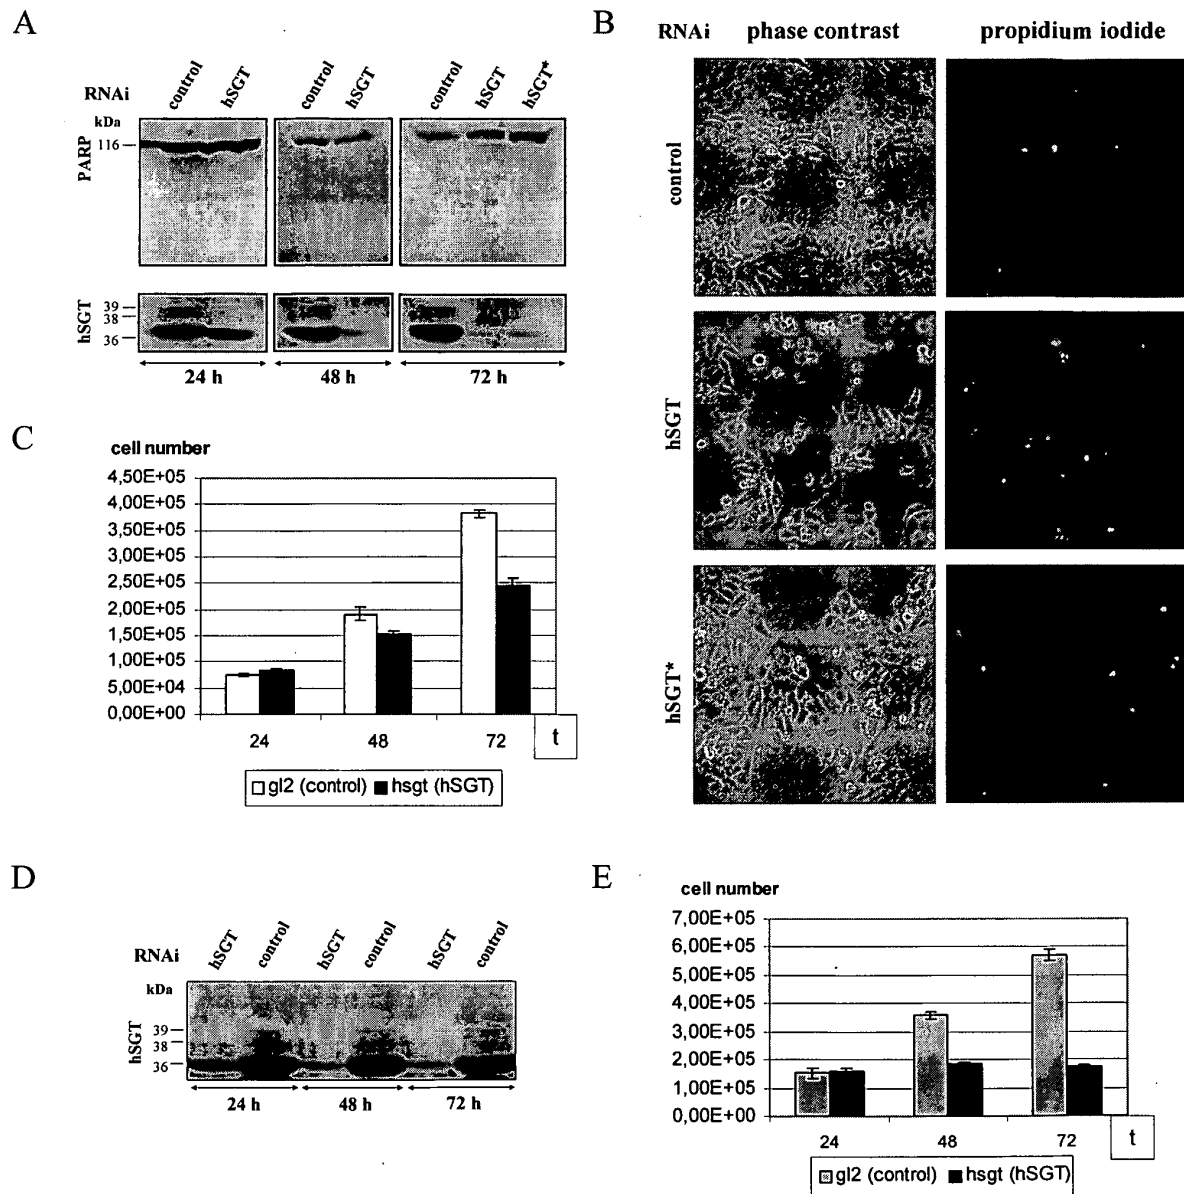 A
RNAi
control hSGT control hSGT control hSGT hSGT*
kDa
PARP
116
hSGT
39
38
36
24 h 48 h 72 h
B
RNAi phase contrast propidium iodide
control
hSGT
hSGT*
C
cell number
4,50E+05
4,00E+05
3,50E+05
3,00E+05
2,50E+05
2,00E+05
1,50E+05
1,00E+05
5,00E+04
0,00E+00
24 48 72 t
gl2 (control) hsgt (hSGT)
D
RNAi
hSGT control hSGT control hSGT control
kDa
hSGT
39
38
36
24 h 48 h 72 h
E
cell number
7,00E+05
6,00E+05
5,00E+05
4,00E+05
3,00E+05
2,00E+05
1,00E+05
0,00E+00
24 48 72 t
gl2 (control) hsgt (hSGT)